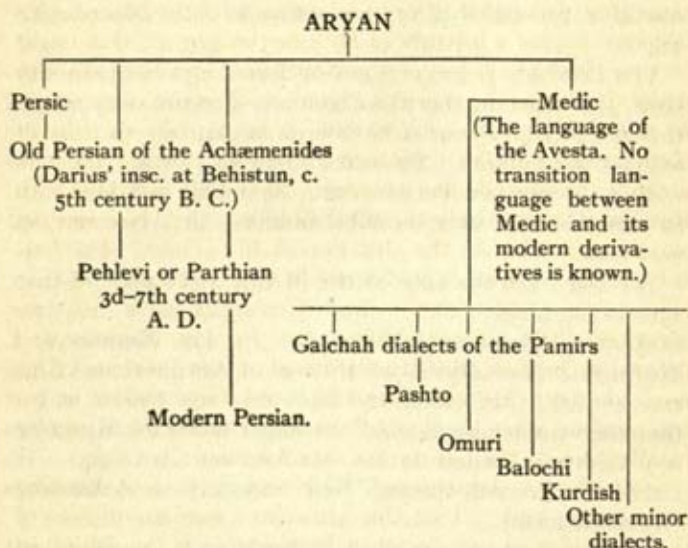 ARYAN
Persic
Old Persian of the Achæmenides
(Darius' insc. at Behistun, c.
5th century B. C.)
Pehlevi or Parthian
3d–7th century
A. D.
Modern Persian.
Medic
(The language of
the Avesta. No
transition lan-
guage between
Medic and its
modern deriva-
tives is known.)
Galchah dialects of the Pamirs
Pashto
Omuri
Balochi
Kurdish
Other minor
dialects.